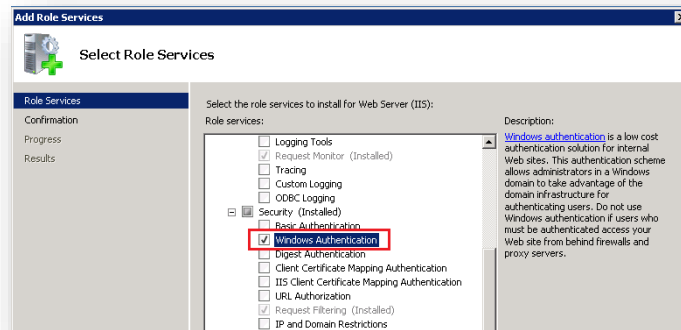 Add Role Services
Select Role Services
Role Services
Confirmation
Progress
Results
Select the role services to install for Web Server (IIS):
Role services:
Logging Tools
Request Monitor (Installed)
Tracing
Custom Logging
ODBC Logging
Security (Installed)
Basic Authentication
Windows Authentication
Digest Authentication
Client Certificate Mapping Authentication
IIS Client Certificate Mapping Authentication
URL Authorization
Request Filtering (Installed)
IP and Domain Restrictions
Description:
Windows authentication is a low cost
authentication solution for internal
Web sites. This authentication scheme
allows administrators in a Windows
domain to take advantage of the
domain infrastructure for
authenticating users. Do not use
Windows authentication if users who
must be authenticated access your
Web site from behind firewalls and
proxy servers.